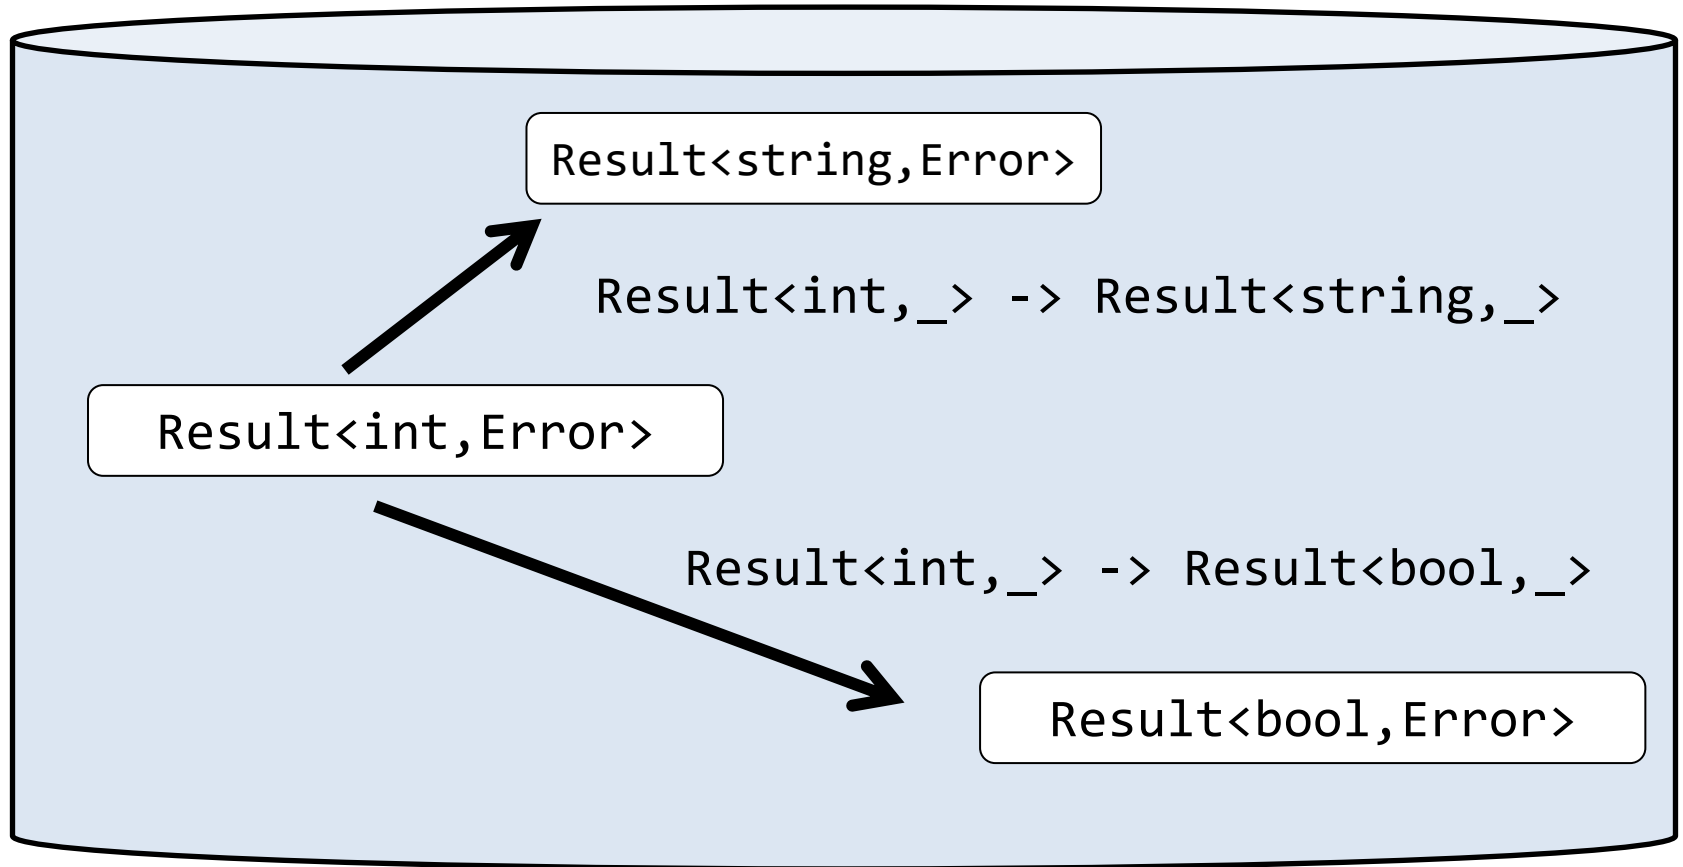 Result<string,Error>
Result<int,_> -> Result<string,_>
Result<int,Error>
Result<int,_> -> Result<bool,_>
Result<bool,Error>